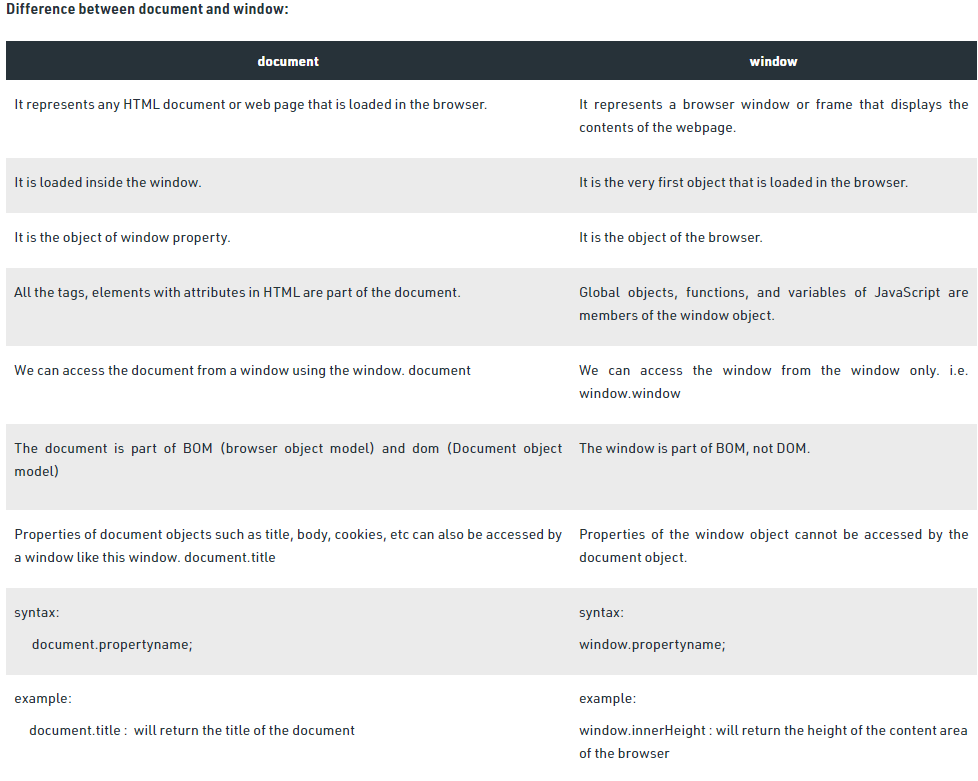 Difference between document and window:
document
window
It represents any HTML document or web page that is loaded in the browser.
It represents a browser window or frame that displays the
contents of the webpage.
It is loaded inside the window.
It is the very first object that is loaded in the browser.
It is the object of window property.
It is the object of the browser.
All the tags, elements with attributes in HTML are part of the document.
Global objects, functions, and variables of JavaScript are
members of the window object.
We can access the document from a window using the window. document
We can access the window from the window only. i.e.
window.window
The document is part of BOM (browser object model) and dom (Document object
model)
The window is part of BOM, not DOM.
Properties of document objects such as title, body, cookies, etc can also be accessed by
a window like this window. document.title
Properties of the window object cannot be accessed by the
document object.
syntax:
document.propertyname;
syntax:
window.propertyname;
example:
document.title : will return the title of the document
example:
window.innerHeight : will return the height of the content area
of the browser